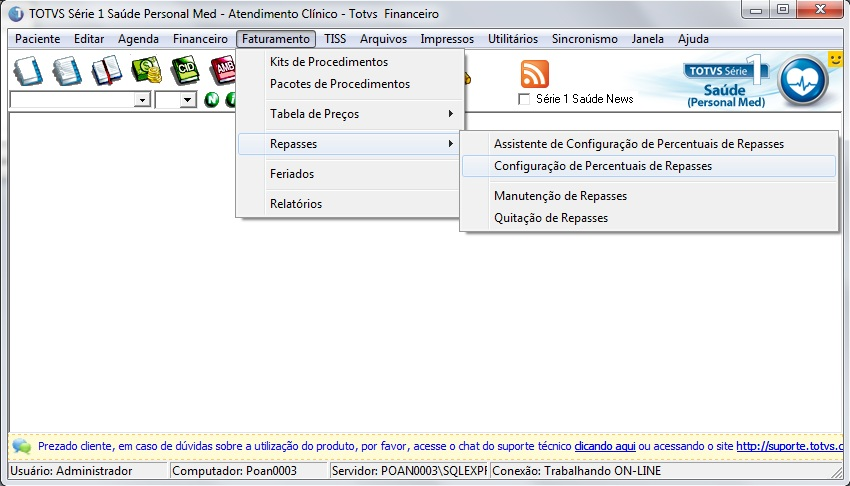 TOTVS Série 1 Saúde Personal Med - Atendimento Clínico - Totvs Financeiro
Paciente Editar Agenda Financeiro Faturamento TISS Arquivos Impressos Utilitários Sincronismo Janela Ajuda
Kits de Procedimentos
Pacotes de Procedimentos
Tabela de Preços
Repasses
Feriados
Relatórios
Assistente de Configuração de Percentuais de Repasses
Configuração de Percentuais de Repasses
Manutenção de Repasses
Quitação de Repasses
CID
AMB
N
Série 1 Saúde News
TOTVS Série 1
Saúde
(Personal Med)
Prezado cliente, em caso de dúvidas sobre a utilização do produto, por favor, acesse o chat do suporte técnico clicando aqui ou acessando o site http://suporte.totvs.c
Usuário: Administrador Computador: Poan0003 Servidor: POAN0003\SQLEXPR Conexão: Trabalhando ON-LINE